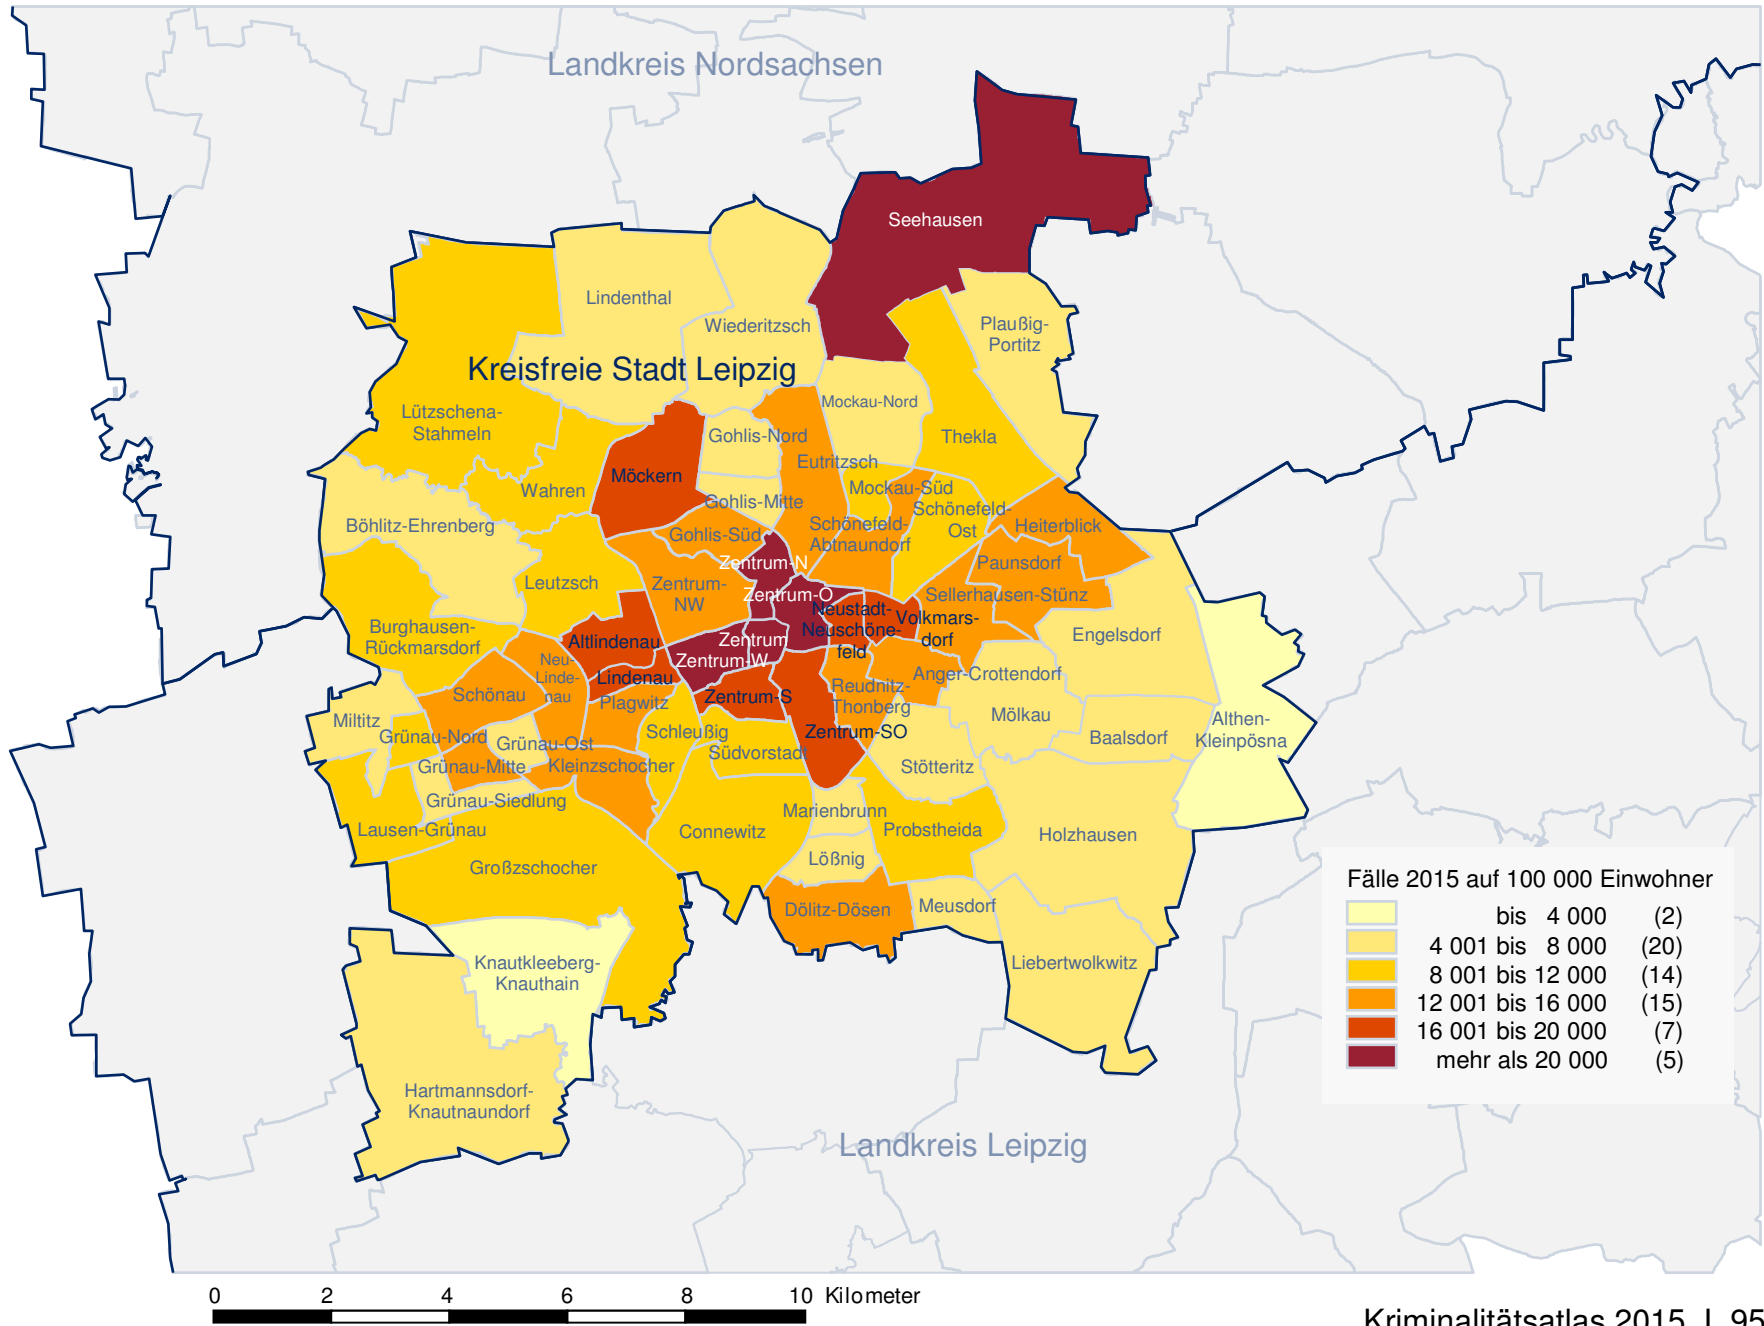 Landkreis Nordsachsen
Seehausen
Lindenthal
Wiederitzsch
Plaußig-
Portitz
Kreisfreie Stadt Leipzig
Lützschena-
Stahmeln
Mockau-Nord
Gohlis-Nord
Thekla
Eutritzsch
Möckern
Wahren
Mockau-Süd
Gohlis-Mitte
Schönefeld-
Ost
Böhlitz-Ehrenberg
Schönefeld-
Abtnaundorf
Heiterblick
Gohlis-Süd
Zentrum-N
Paunsdorf
Leutzsch
Zentrum-
NW
Zentrum-O
Sellerhausen-Stünz
Neustadt-
Neuschöne-
feld
Volkmars-
dorf
Burghausen-
Rückmarsdorf
Altlindenau
Zentrum
Zentrum-W
Engelsdorf
Neu-
Linde-
nau
Lindenau
Anger-Crottendorf
Schönau
Plagwitz
Zentrum-S
Reudnitz-
Thonberg
Mölkau
Althen-
Kleinpösna
Miltitz
Grünau-Nord
Grünau-Ost
Schleußig
Zentrum-SO
Baalsdorf
Südvorstadt
Grünau-Mitte
Kleinzschocher
Stötteritz
Grünau-Siedlung
Marienbrunn
Lausen-Grünau
Connewitz
Probstheida
Holzhausen
Großzschocher
Lößnig
Dölitz-Dösen
Meusdorf
Knautkleeberg-
Knauthain
Liebertwolkwitz
Hartmannsdorf-
Knautnaundorf
Landkreis Leipzig
Fälle 2015 auf 100 000 Einwohner
bis 4 000 (2)
4 001 bis 8 000 (20)
8 001 bis 12 000 (14)
12 001 bis 16 000 (15)
16 001 bis 20 000 (7)
mehr als 20 000 (5)
0 2 4 6 8 10 Kilometer
Kriminalitätsatlas 2015 | 95